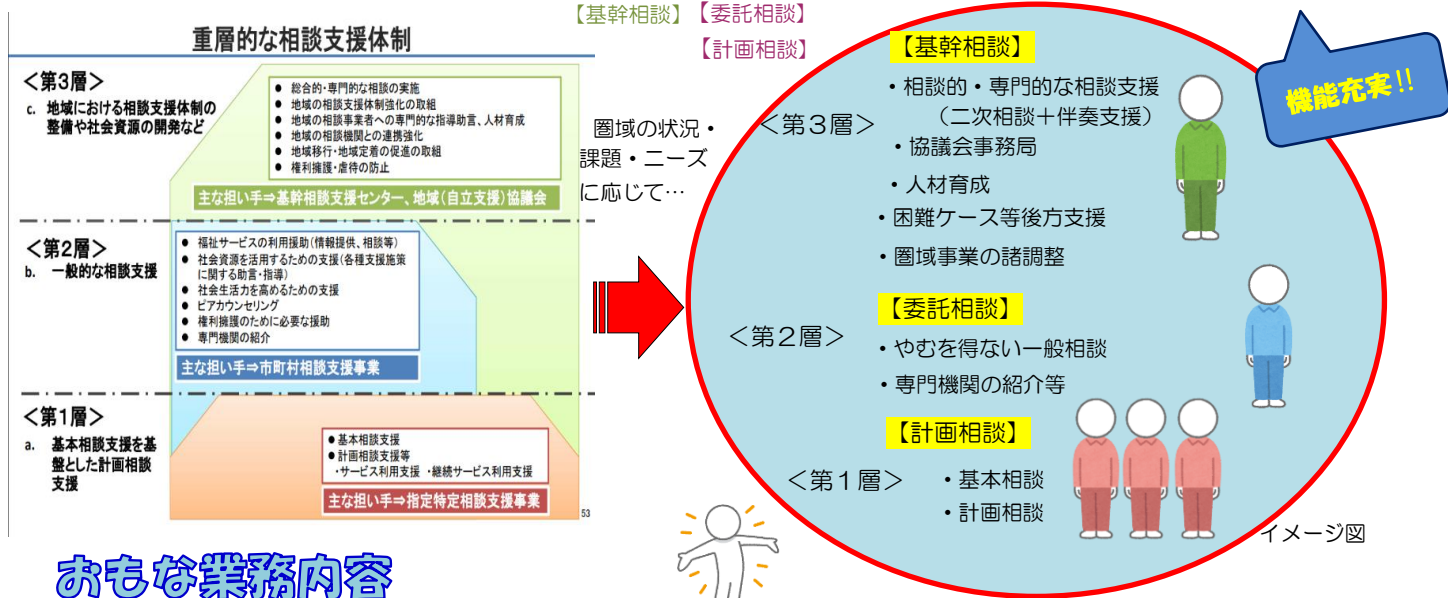 重層的な相談支援体制
＜第3層＞
c. 地域における相談支援体制の
整備や社会資源の開発など
● 総合的・専門的な相談の実施
● 地域の相談支援体制強化の取組
● 地域の相談事業者への専門的な指導助言、人材育成
● 地域の相談機関との連携強化
● 地域移行・地域定着の促進の取組
● 権利擁護・虐待の防止
主な担い手⇒基幹相談支援センター、地域（自立支援）協議会
＜第2層＞
b. 一般的な相談支援
● 福祉サービスの利用援助（情報提供、相談等）
● 社会資源を活用するための支援（各種支援施策
に関する助言・指導）
● 社会生活力を高めるための支援
● ピアカウンセリング
● 権利擁護のために必要な援助
● 専門機関の紹介
主な担い手⇒市町村相談支援事業
＜第1層＞
a. 基本相談支援を基
盤とした計画相談
支援
● 基本相談支援
● 計画相談支援等
・サービス利用支援 ・継続サービス利用支援
主な担い手⇒指定特定相談支援事業
53
【基幹相談】【委託相談】
【計画相談】
圏域の状況・
課題・ニーズ
に応じて…
機能充実!!
【基幹相談】
＜第３層＞
・相談的・専門的な相談支援
（二次相談＋伴奏支援）
・協議会事務局
・人材育成
・困難ケース等後方支援
・圏域事業の諸調整
【委託相談】
＜第２層＞
・やむを得ない一般相談
・専門機関の紹介等
【計画相談】
＜第１層＞
・基本相談
・計画相談
イメージ図
おもな業務内容